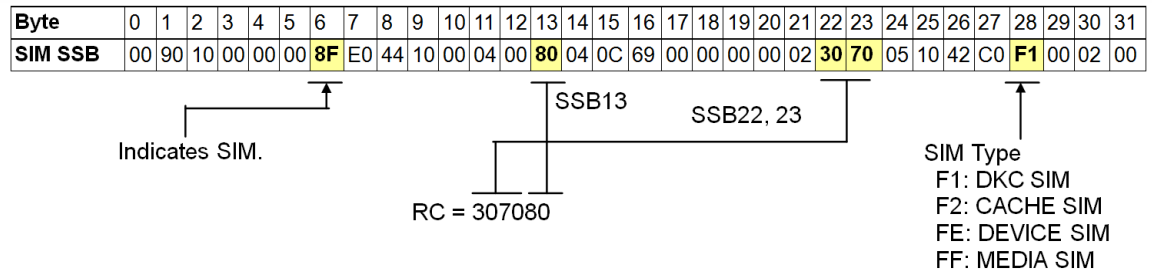 Byte 0 1 2 3 4 5 6 7 8 9 10 11 12 13 14 15 16 17 18 19 20 21 22 23 24 25 26 27 28 29 30 31
SIM SSB 00 90 10 00 00 00 8F E0 44 10 00 04 00 80 04 0C 69 00 00 00 00 02 30 70 05 10 42 C0 F1 00 02 00
SSB13
SSB22, 23
Indicates SIM.
RC = 307080
SIM Type
F1: DKC SIM
F2: CACHE SIM
FE: DEVICE SIM
FF: MEDIA SIM